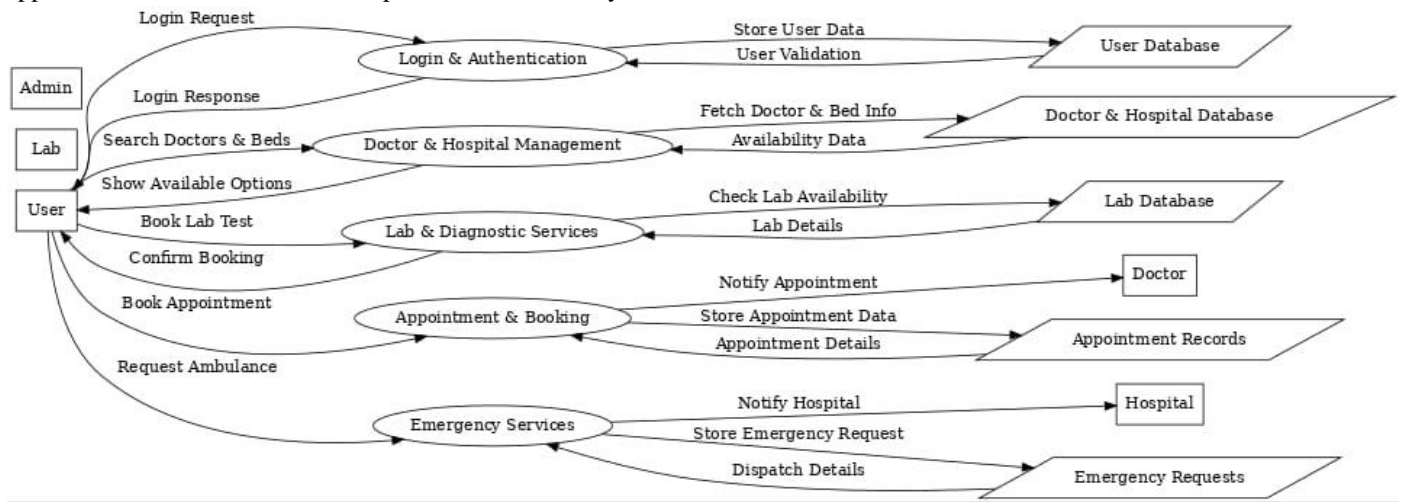 Login Request
Store User Data
Login & Authentication
User Database
User Validation
Admin
Login Response
Fetch Doctor & Bed Info
Doctor & Hospital Database
Search Doctors & Beds
Doctor & Hospital Management
Availability Data
Lab
Show Available Options
User
Check Lab Availability
Lab Database
Book Lab Test
Lab & Diagnostic Services
Lab Details
Confirm Booking
Doctor
Notify Appointment
Book Appointment
Appointment & Booking
Store Appointment Data
Appointment Records
Appointment Details
Request Ambulance
Notify Hospital
Hospital
Emergency Services
Store Emergency Request
Dispatch Details
Emergency Requests